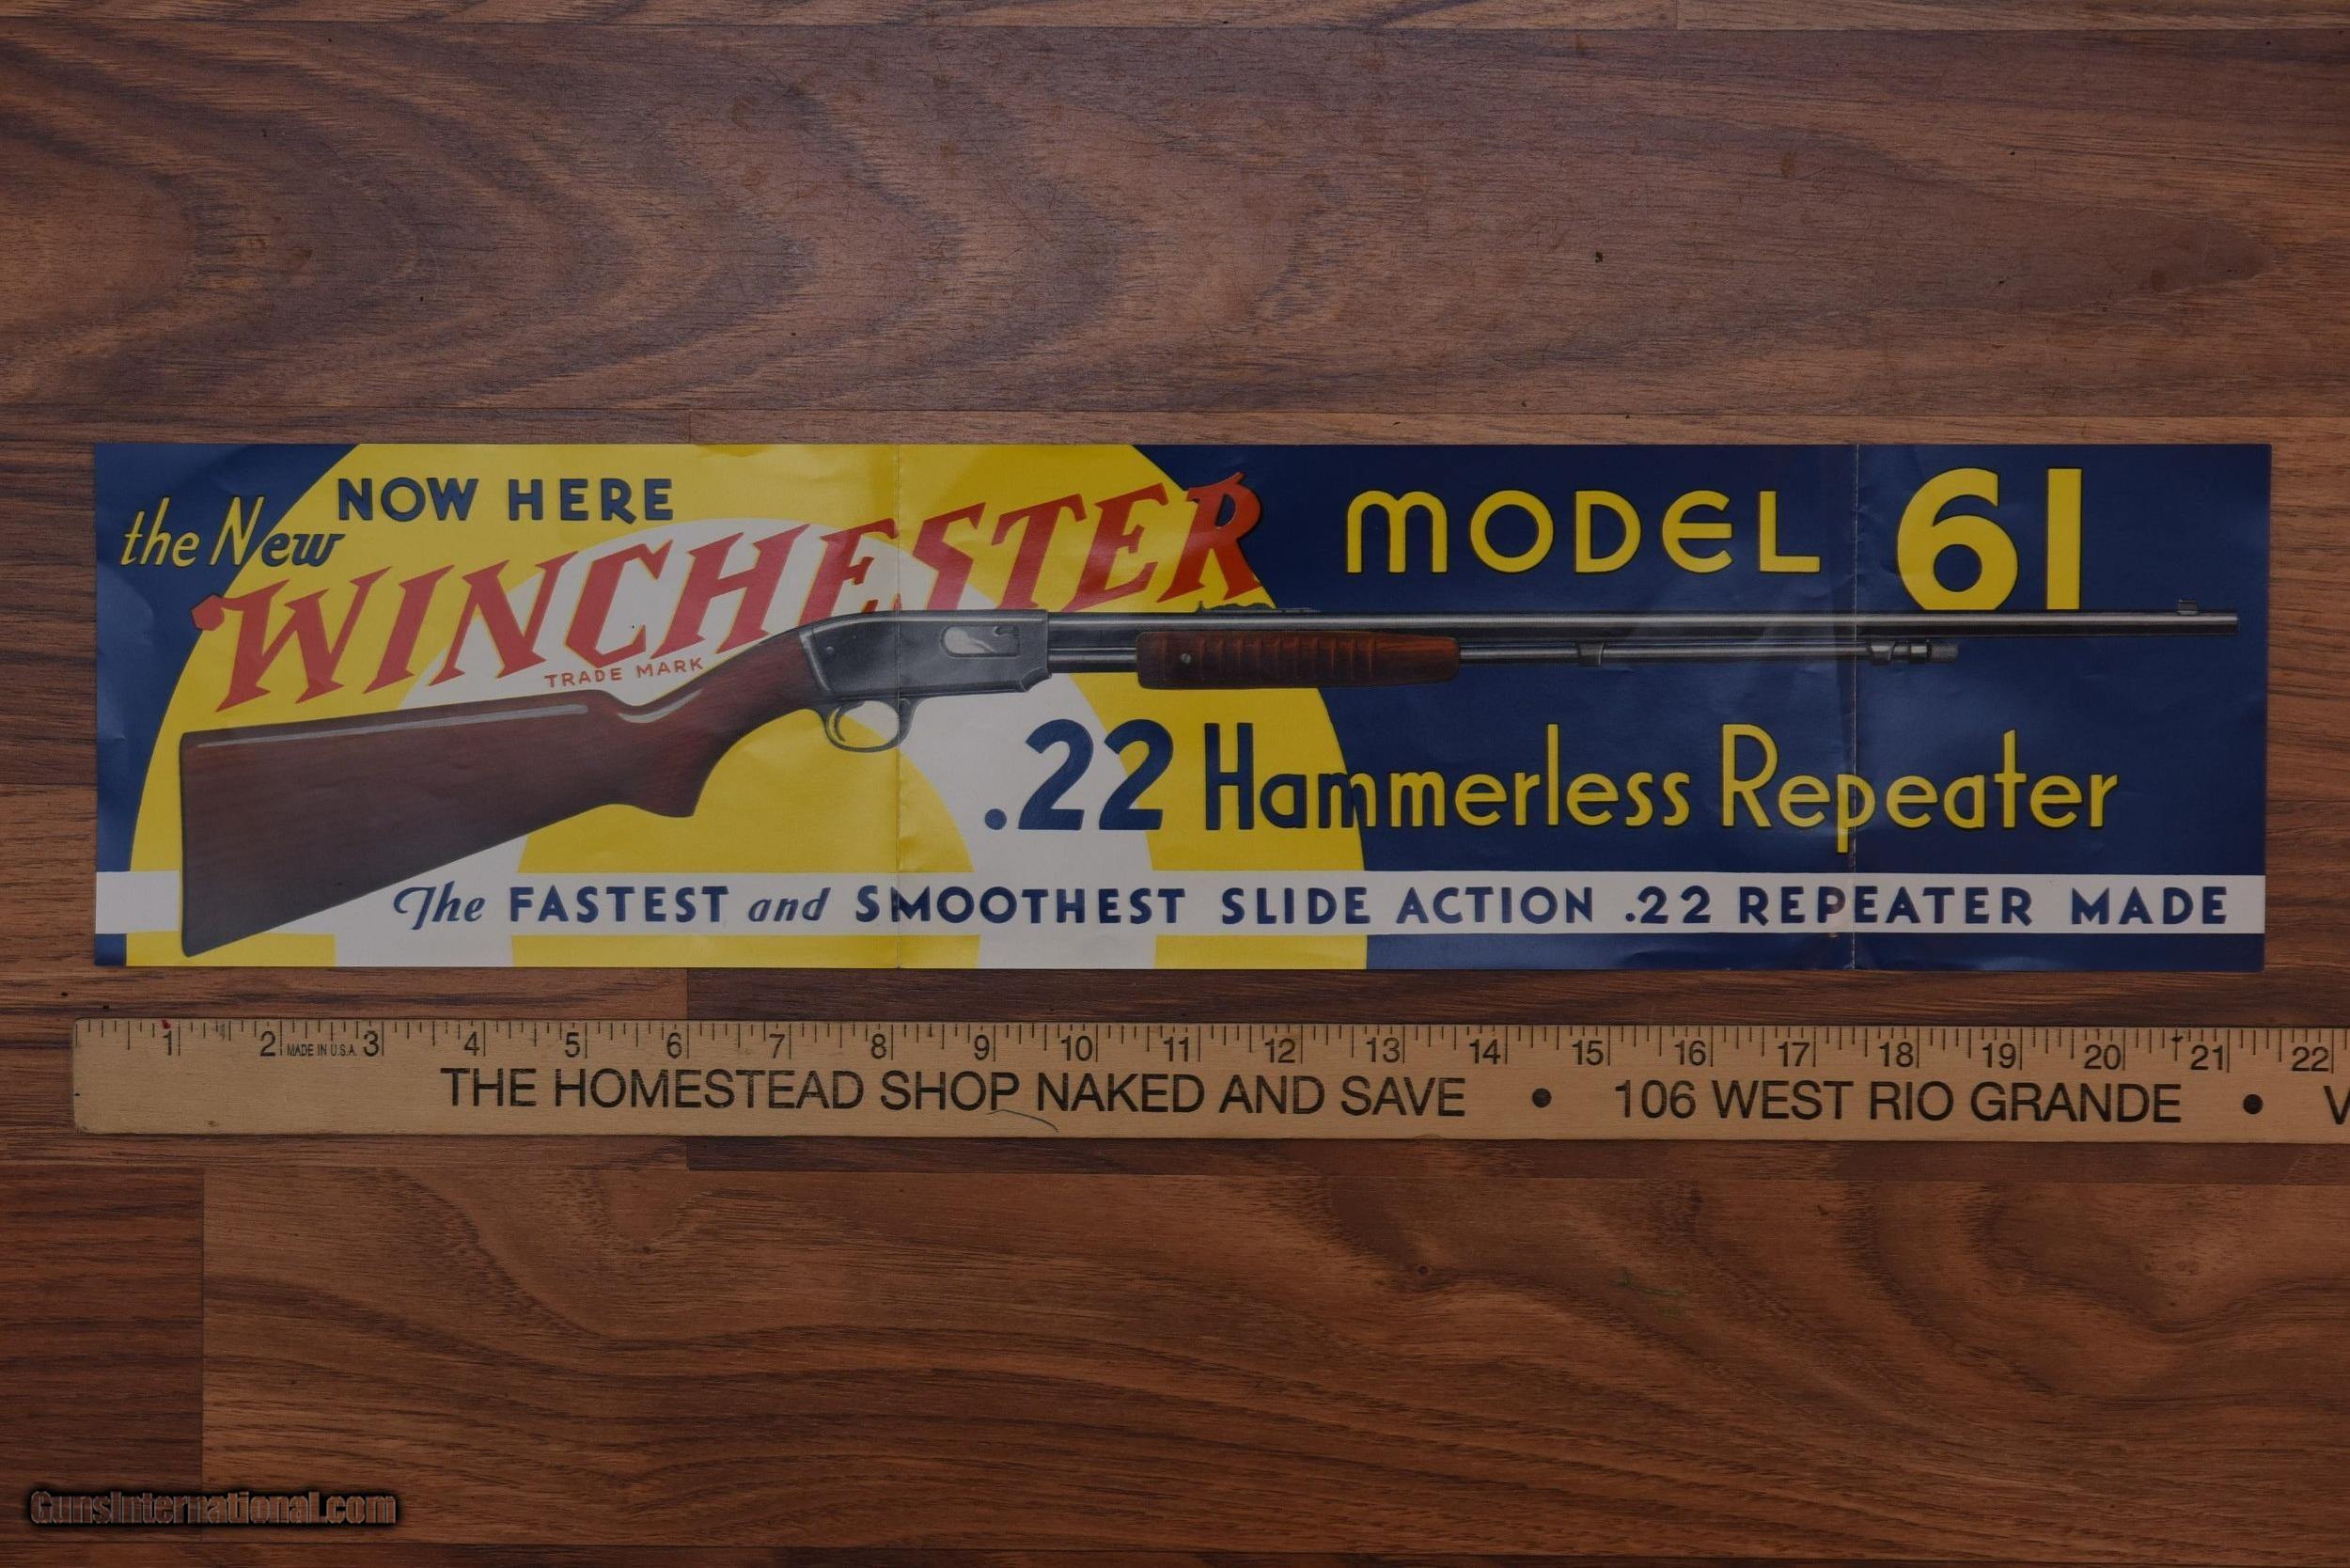 NOW HERE
the New
WINCHESTER
TRADE MARK
MODEL 61
.22 Hammerless Repeater
The FASTEST and SMOOTHEST SLIDE ACTION .22 REPEATER MADE
1 2 MADE IN U.S.A. 3 4 5 6 7 8 9 10 11 12 13 14 15 16 17 18 19 20 21 22
THE HOMESTEAD SHOP NAKED AND SAVE • 106 WEST RIO GRANDE • V
GunsInternational.com